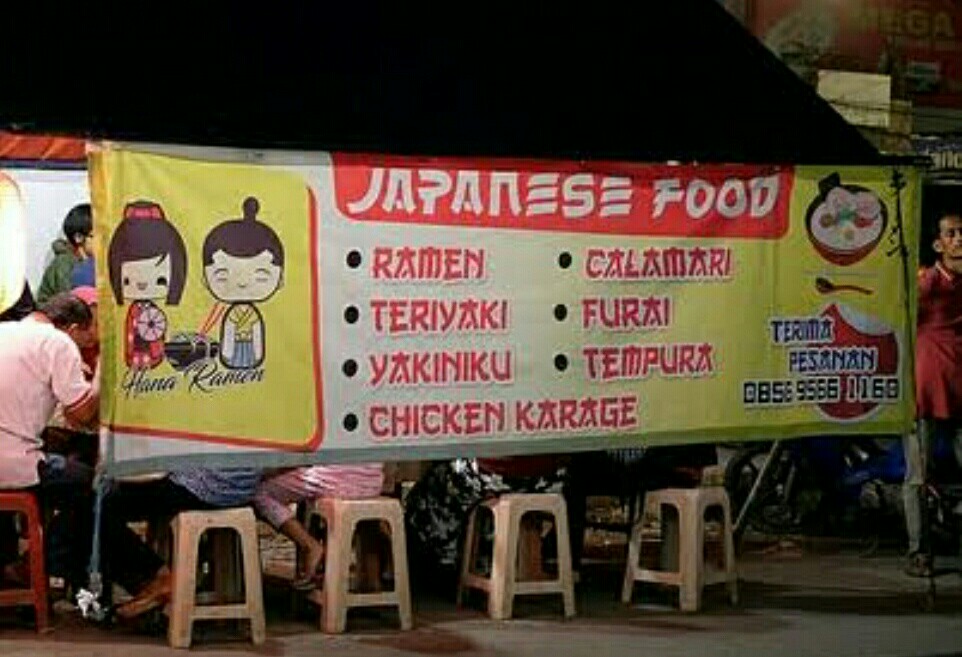 JAPANESE FOOD
RAMEN
TERIYAKI
YAKINIKU
CHICKEN KARAGE
CALAMARI
FURAI
TEMPURA
Hana Ramen
TERIMA
PESANAN
0856 9566 1160